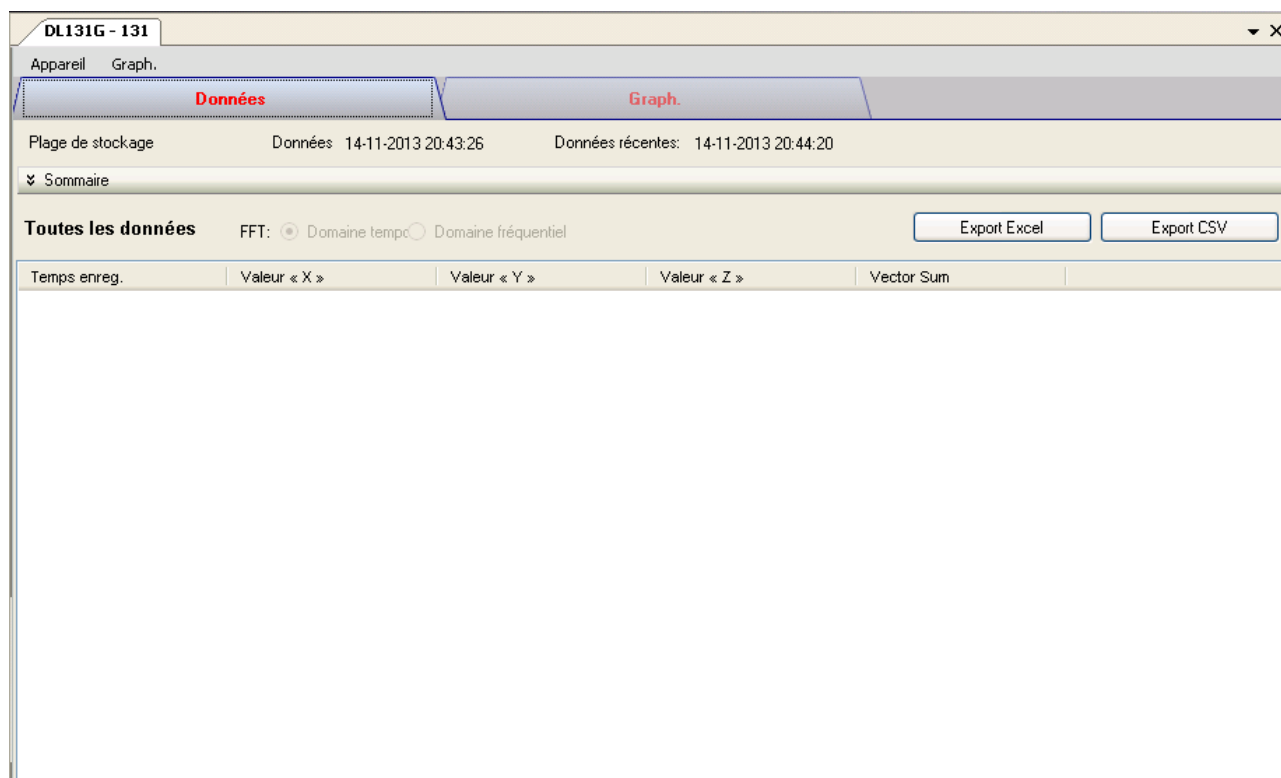 DL131G - 131
Appareil Graph.
Données Graph.
Plage de stockage Données 14-11-2013 20:43:26 Données récentes: 14-11-2013 20:44:20
Sommaire
Toutes les données FFT: Domaine tempo Domaine fréquentiel Export Excel Export CSV
Temps enreg. Valeur « X » Valeur « Y » Valeur « Z » Vector Sum